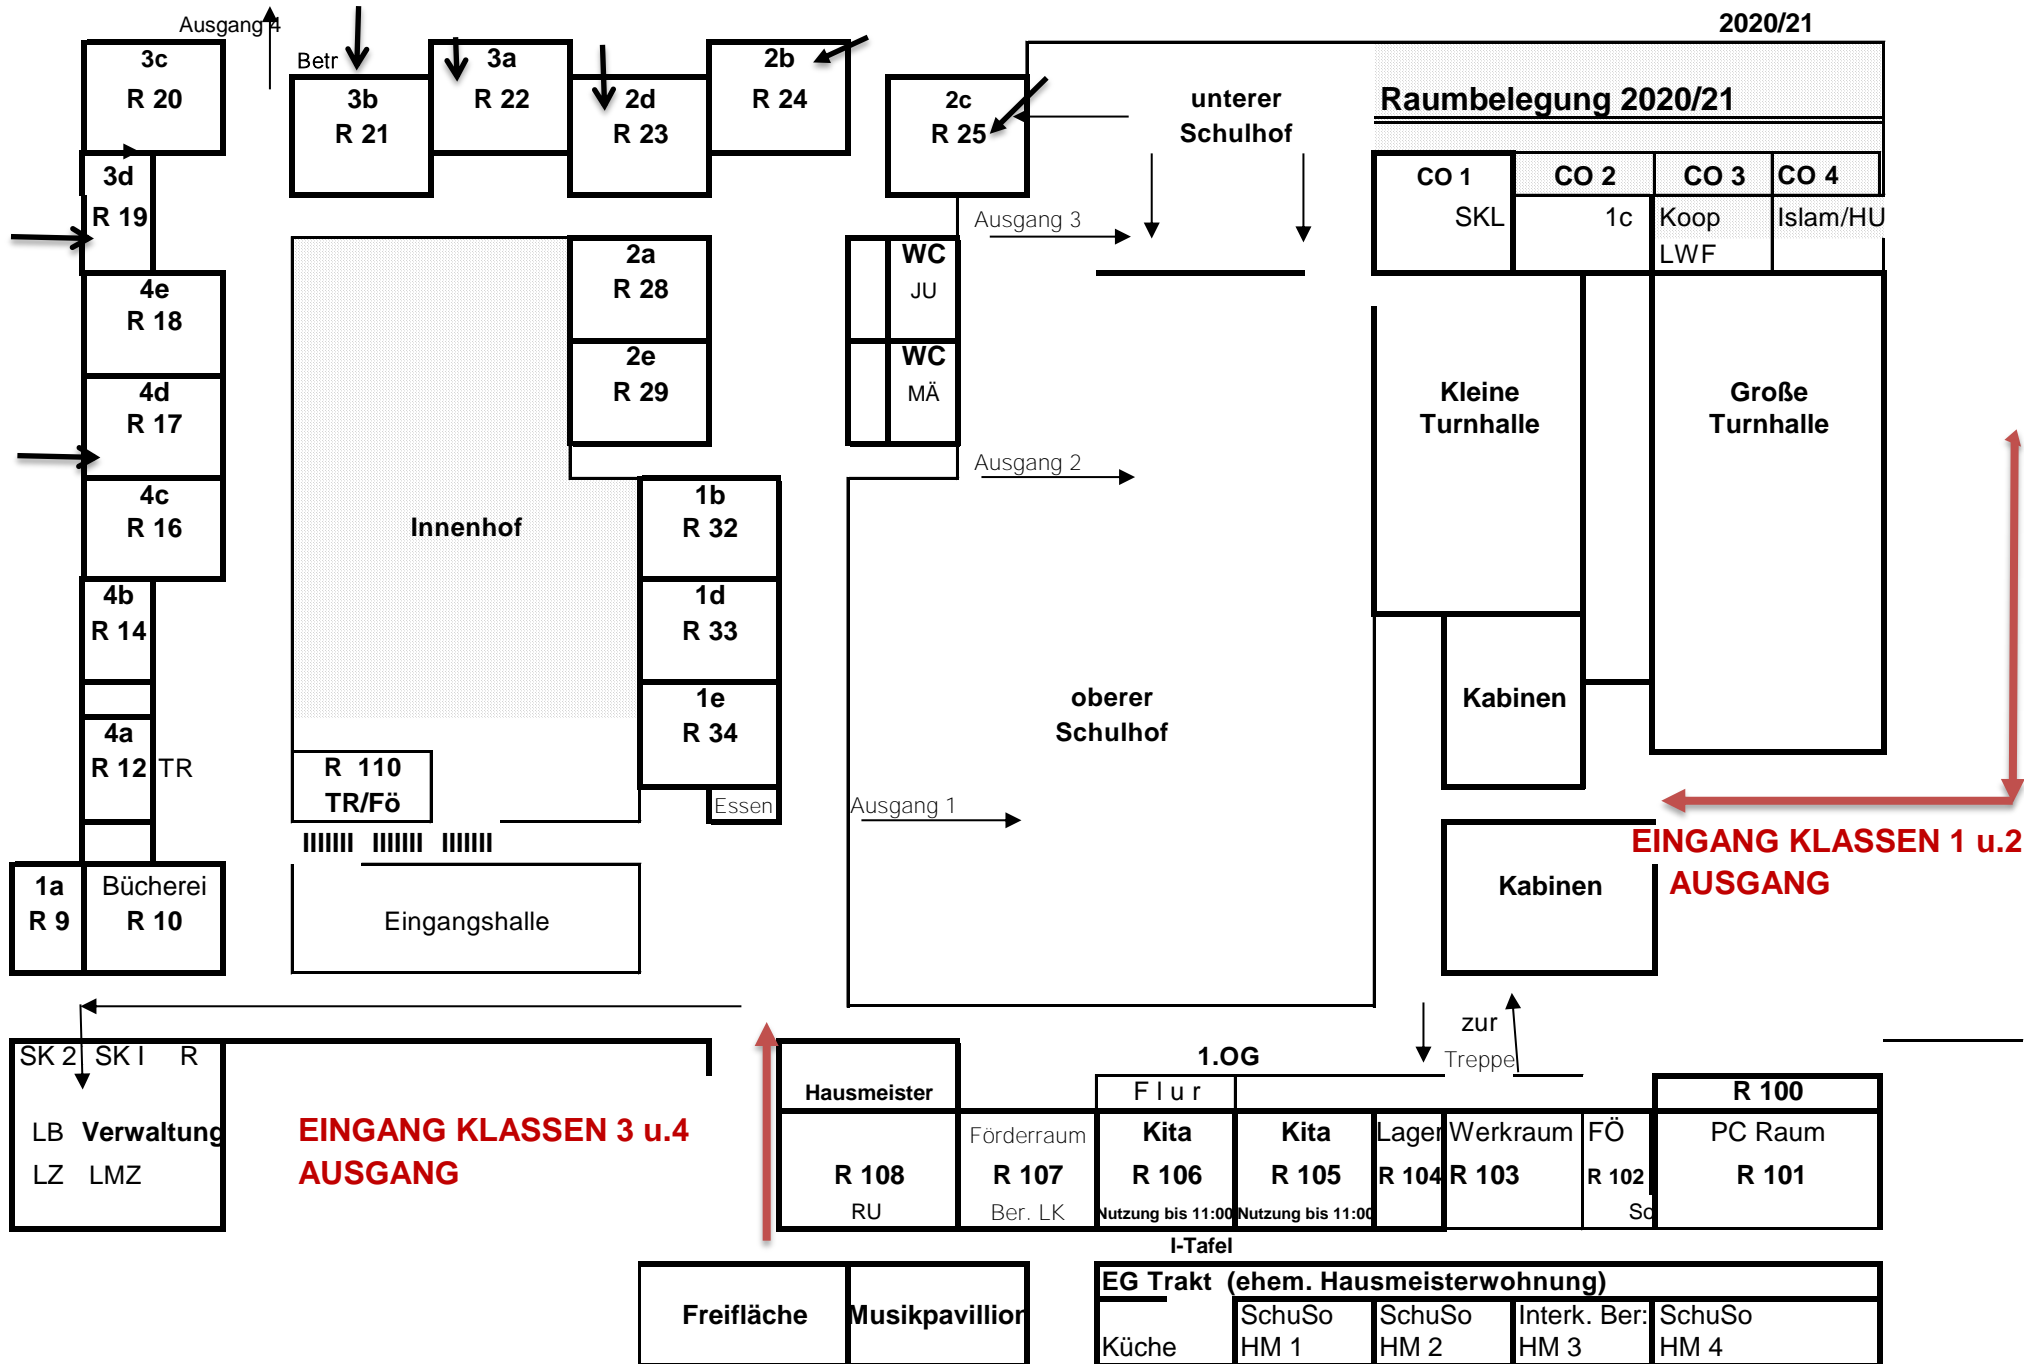 2020/21
Ausgang 4
3c
R 20
Betr
3b
R 21
3a
R 22
2d
R 23
2b
R 24
2c
R 25
unterer
Schulhof
Raumbelegung 2020/21
3d
R 19
CO 1
SKL
CO 2
1c
CO 3
Koop
LWF
CO 4
Islam/HU
Ausgang 3
4e
R 18
2a
R 28
WC
JU
4d
R 17
2e
R 29
WC
MÄ
Kleine
Turnhalle
Große
Turnhalle
Ausgang 2
4c
R 16
Innenhof
1b
R 32
4b
R 14
1d
R 33
4a
R 12 TR
1e
R 34
oberer
Schulhof
Kabinen
R 110
TR/Fö
Essen
Ausgang 1
EINGANG KLASSEN 1 u.2
AUSGANG
1a
R 9
Bücherei
R 10
Eingangshalle
Kabinen
zur
Treppe
SK 2 SK I R
LB Verwaltung
LZ LMZ
EINGANG KLASSEN 3 u.4
AUSGANG
1.OG
Hausmeister
R 108
RU
Förderraum
R 107
Ber. LK
Flur
Kita
R 106
Nutzung bis 11:00
Kita
R 105
Nutzung bis 11:00
Lager
R 104
Werkraum
R 103
FÖ
R 102
Sc
R 100
PC Raum
R 101
I-Tafel
Freifläche
Musikpavillion
EG Trakt (ehem. Hausmeisterwohnung)
Küche
SchuSo
HM 1
SchuSo
HM 2
Interk. Ber:
HM 3
SchuSo
HM 4